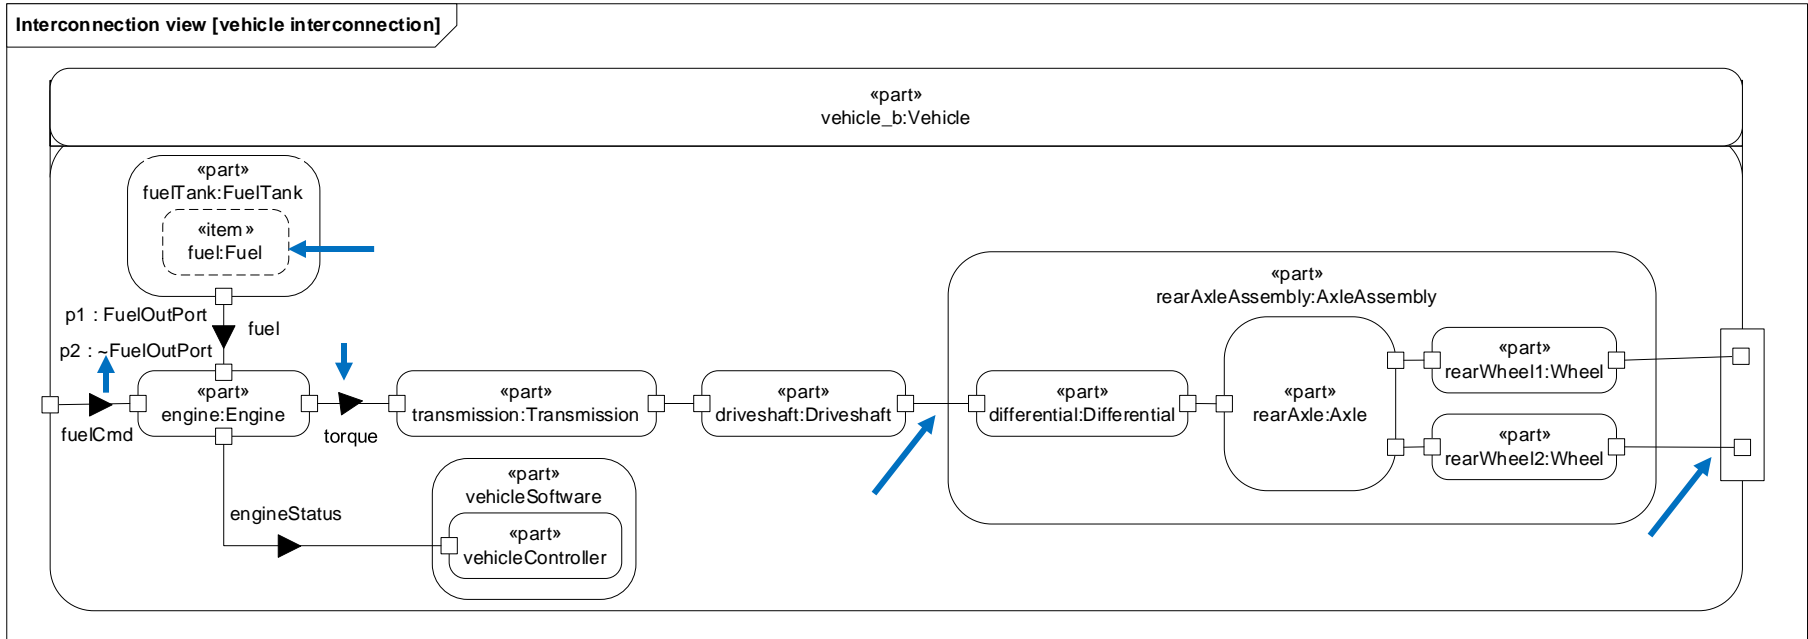 Interconnection view [vehicle interconnection]
«part»
vehicle_b:Vehicle
«part»
fuelTank:FuelTank
«item»
fuel:Fuel
p1 : FuelOutPort
fuel
p2 : ~FuelOutPort
fuelCmd
«part»
engine:Engine
torque
«part»
transmission:Transmission
«part»
driveshaft:Driveshaft
«part»
rearAxleAssembly:AxleAssembly
«part»
differential:Differential
«part»
rearAxle:Axle
«part»
rearWheel1:Wheel
«part»
rearWheel2:Wheel
engineStatus
«part»
vehicleSoftware
«part»
vehicleController